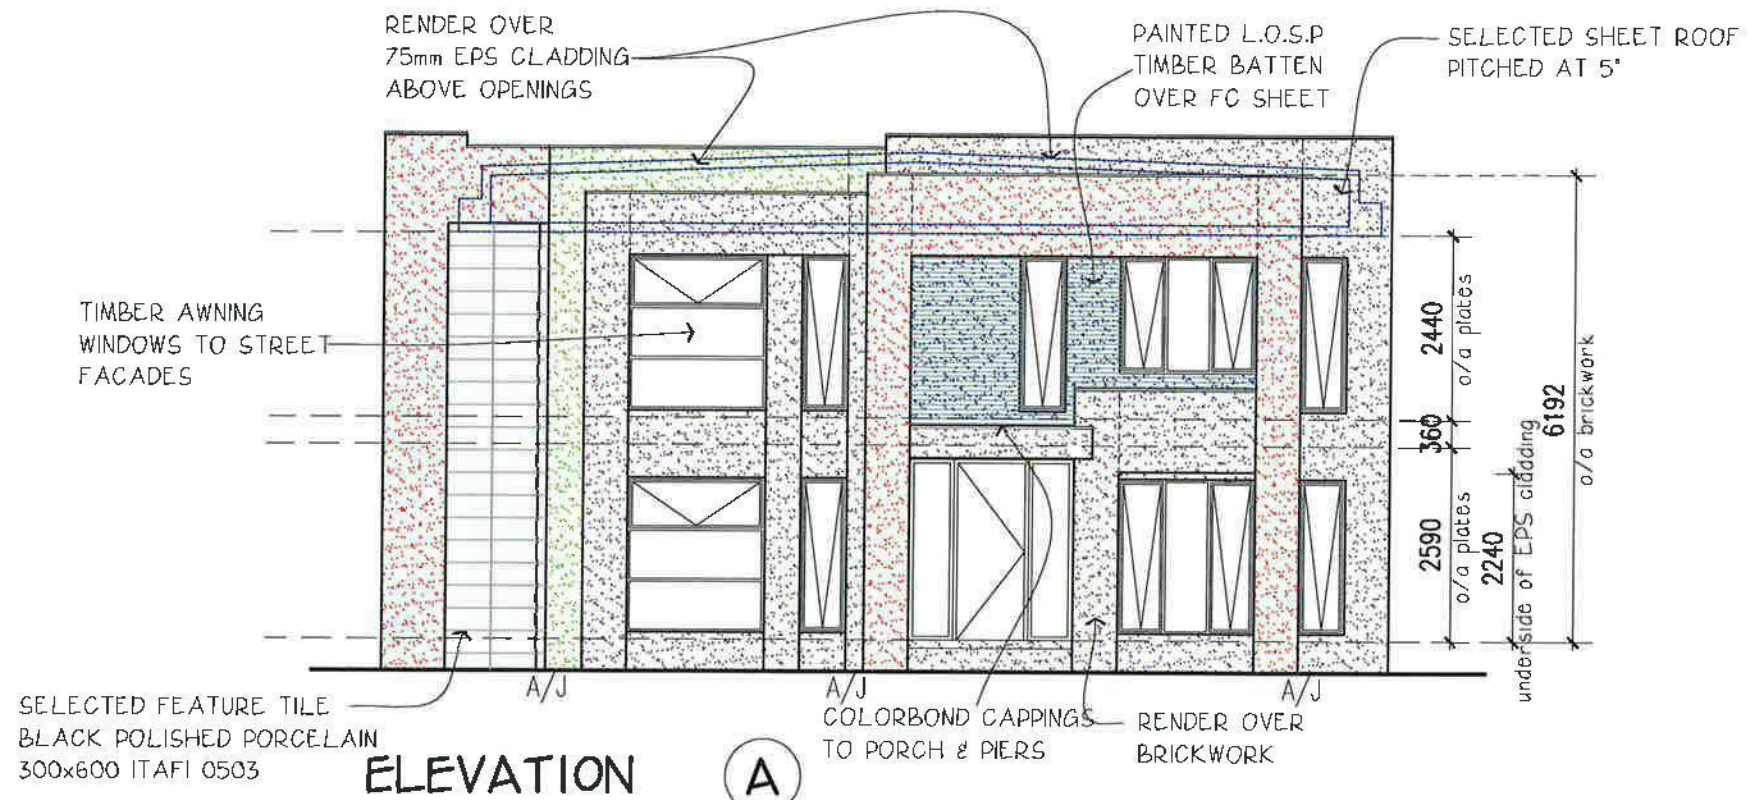 RENDER OVER
75mm EPS CLADDING
ABOVE OPENINGS
PAINTED L.O.S.P
TIMBER BATTEN
OVER FC SHEET
SELECTED SHEET ROOF
PITCHED AT 5°
TIMBER AWNING
WINDOWS TO STREET
FACADES
2440
o/a plates
360
2590
o/a plates
2240
underside of EPS cladding
6192
o/a brickwork
A/J
A/J
A/J
SELECTED FEATURE TILE
BLACK POLISHED PORCELAIN
300x600 ITAFI 0503
COLORBOND CAPPINGS
TO PORCH & PIERS
RENDER OVER
BRICKWORK
ELEVATION
A